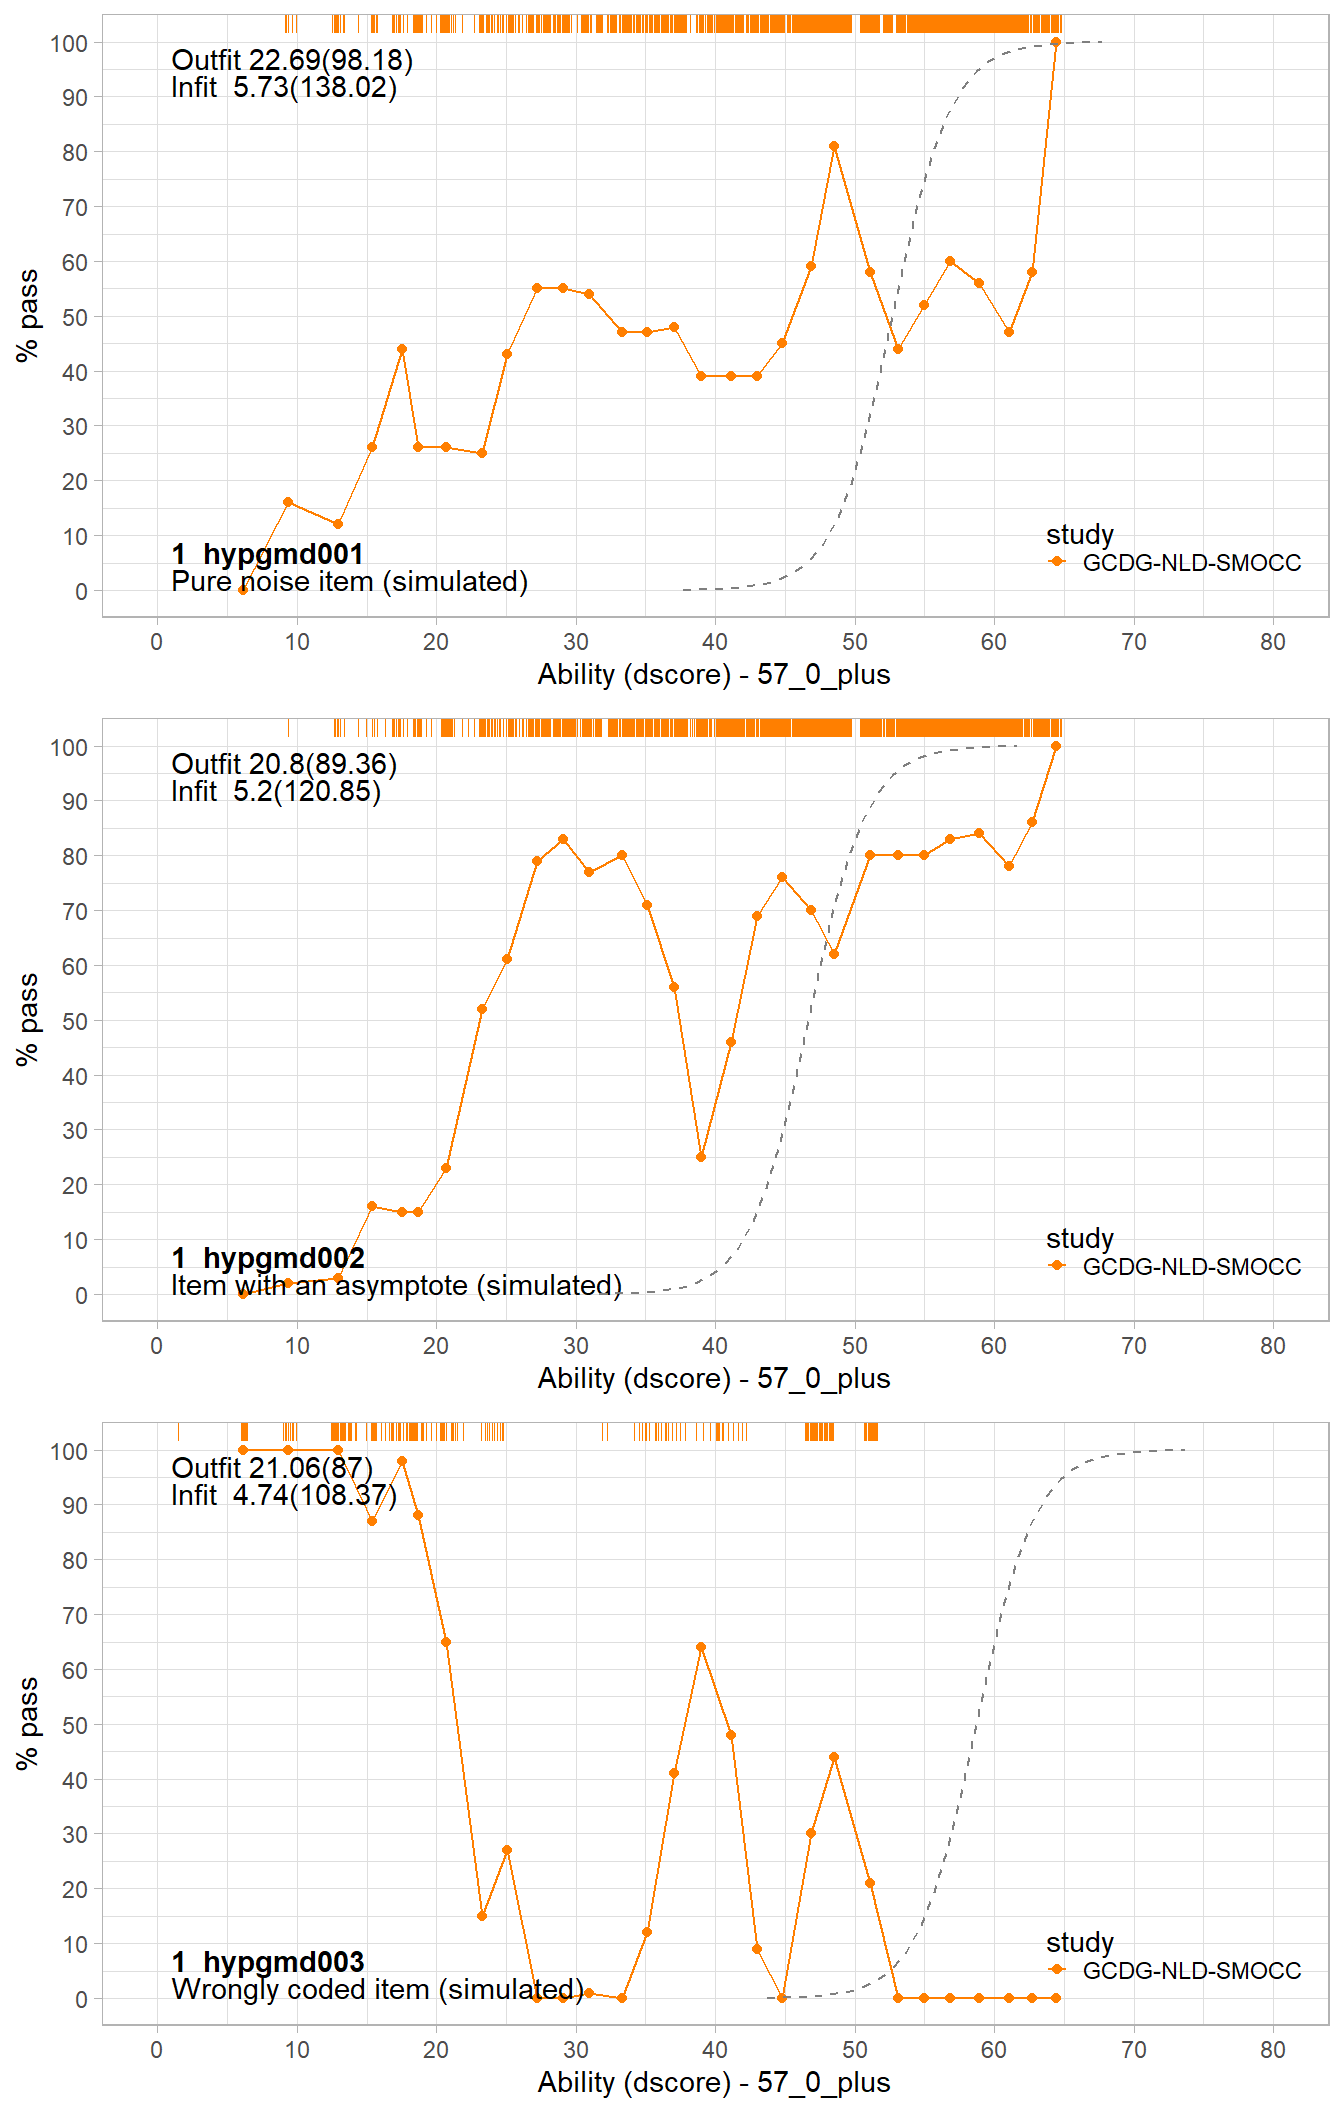 100
90
80
70
60
50
40
30
20
10
0
% pass
Outfit 22.69(98.18)
Infit 5.73(138.02)
1 hypgmd001
Pure noise item (simulated)
study
GCDG-NLD-SMOCC
0 10 20 30 40 50 60 70 80
Ability (dscore) - 57_0_plus
100
90
80
70
60
50
40
30
20
10
0
% pass
Outfit 20.8(89.36)
Infit 5.2(120.85)
1 hypgmd002
Item with an asymptote (simulated)
study
GCDG-NLD-SMOCC
0 10 20 30 40 50 60 70 80
Ability (dscore) - 57_0_plus
100
90
80
70
60
50
40
30
20
10
0
% pass
Outfit 21.06(87)
Infit 4.74(108.37)
1 hypgmd003
Wrongly coded item (simulated)
study
GCDG-NLD-SMOCC
0 10 20 30 40 50 60 70 80
Ability (dscore) - 57_0_plus